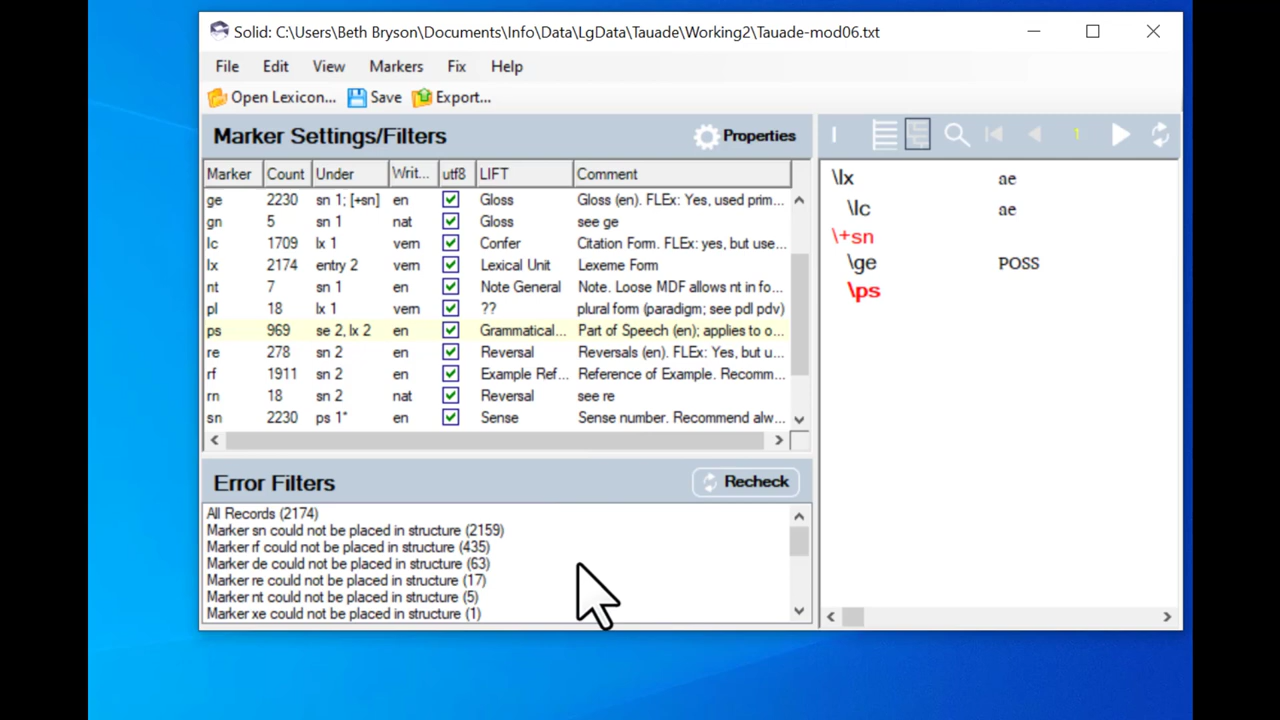 Solid: C:\Users\Beth Bryson\Documents\Info\Data\LgData\Tauade\Working2\Tauade-mod06.txt
File Edit View Markers Fix Help
Open Lexicon... Save Export...
Marker Settings/Filters Properties
Marker Count Under Writ... utf8 LIFT Comment
ge 2230 sn 1; [+sn] en Gloss Gloss (en). FLEx: Yes, used prim...
gn 5 sn 1 nat Gloss see ge
lc 1709 lx 1 vern Confer Citation Form. FLEx: yes, but use...
lx 2174 entry 2 vern Lexical Unit Lexeme Form
nt 7 sn 1 en Note General Note. Loose MDF allows nt in fo...
pl 18 lx 1 vern ?? plural form (paradigm; see pdl pdv)
ps 969 se 2, lx 2 en Grammatical... Part of Speech (en); applies to o...
re 278 sn 2 en Reversal Reversals (en). FLEx: Yes, but u...
rf 1911 sn 2 en Example Ref... Reference of Example. Recomm...
rn 18 sn 2 nat Reversal see re
sn 2230 ps 1* en Sense Sense number. Recommend alw...
Error Filters Recheck
All Records (2174)
Marker sn could not be placed in structure (2159)
Marker rf could not be placed in structure (435)
Marker de could not be placed in structure (63)
Marker re could not be placed in structure (17)
Marker nt could not be placed in structure (5)
Marker xe could not be placed in structure (1)
1
\lx ae
\lc ae
\+sn
\ge POSS
\ps